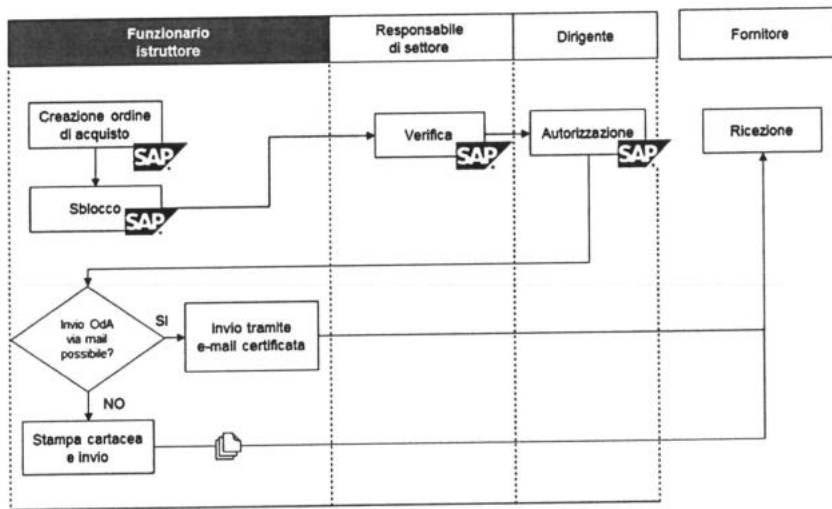 Funzionario
istruttore
Responsabile
di settore
Dirigente
Fornitore
Creazione ordine
di acquisto
SAP
Verifica
SAP
Autorizzazione
SAP
Ricezione
Sblocco
SAP
Invio OdA
via mail
possibile?
SI
Invio tramite
e-mail certificata
NO
Stampa cartacea
e invio